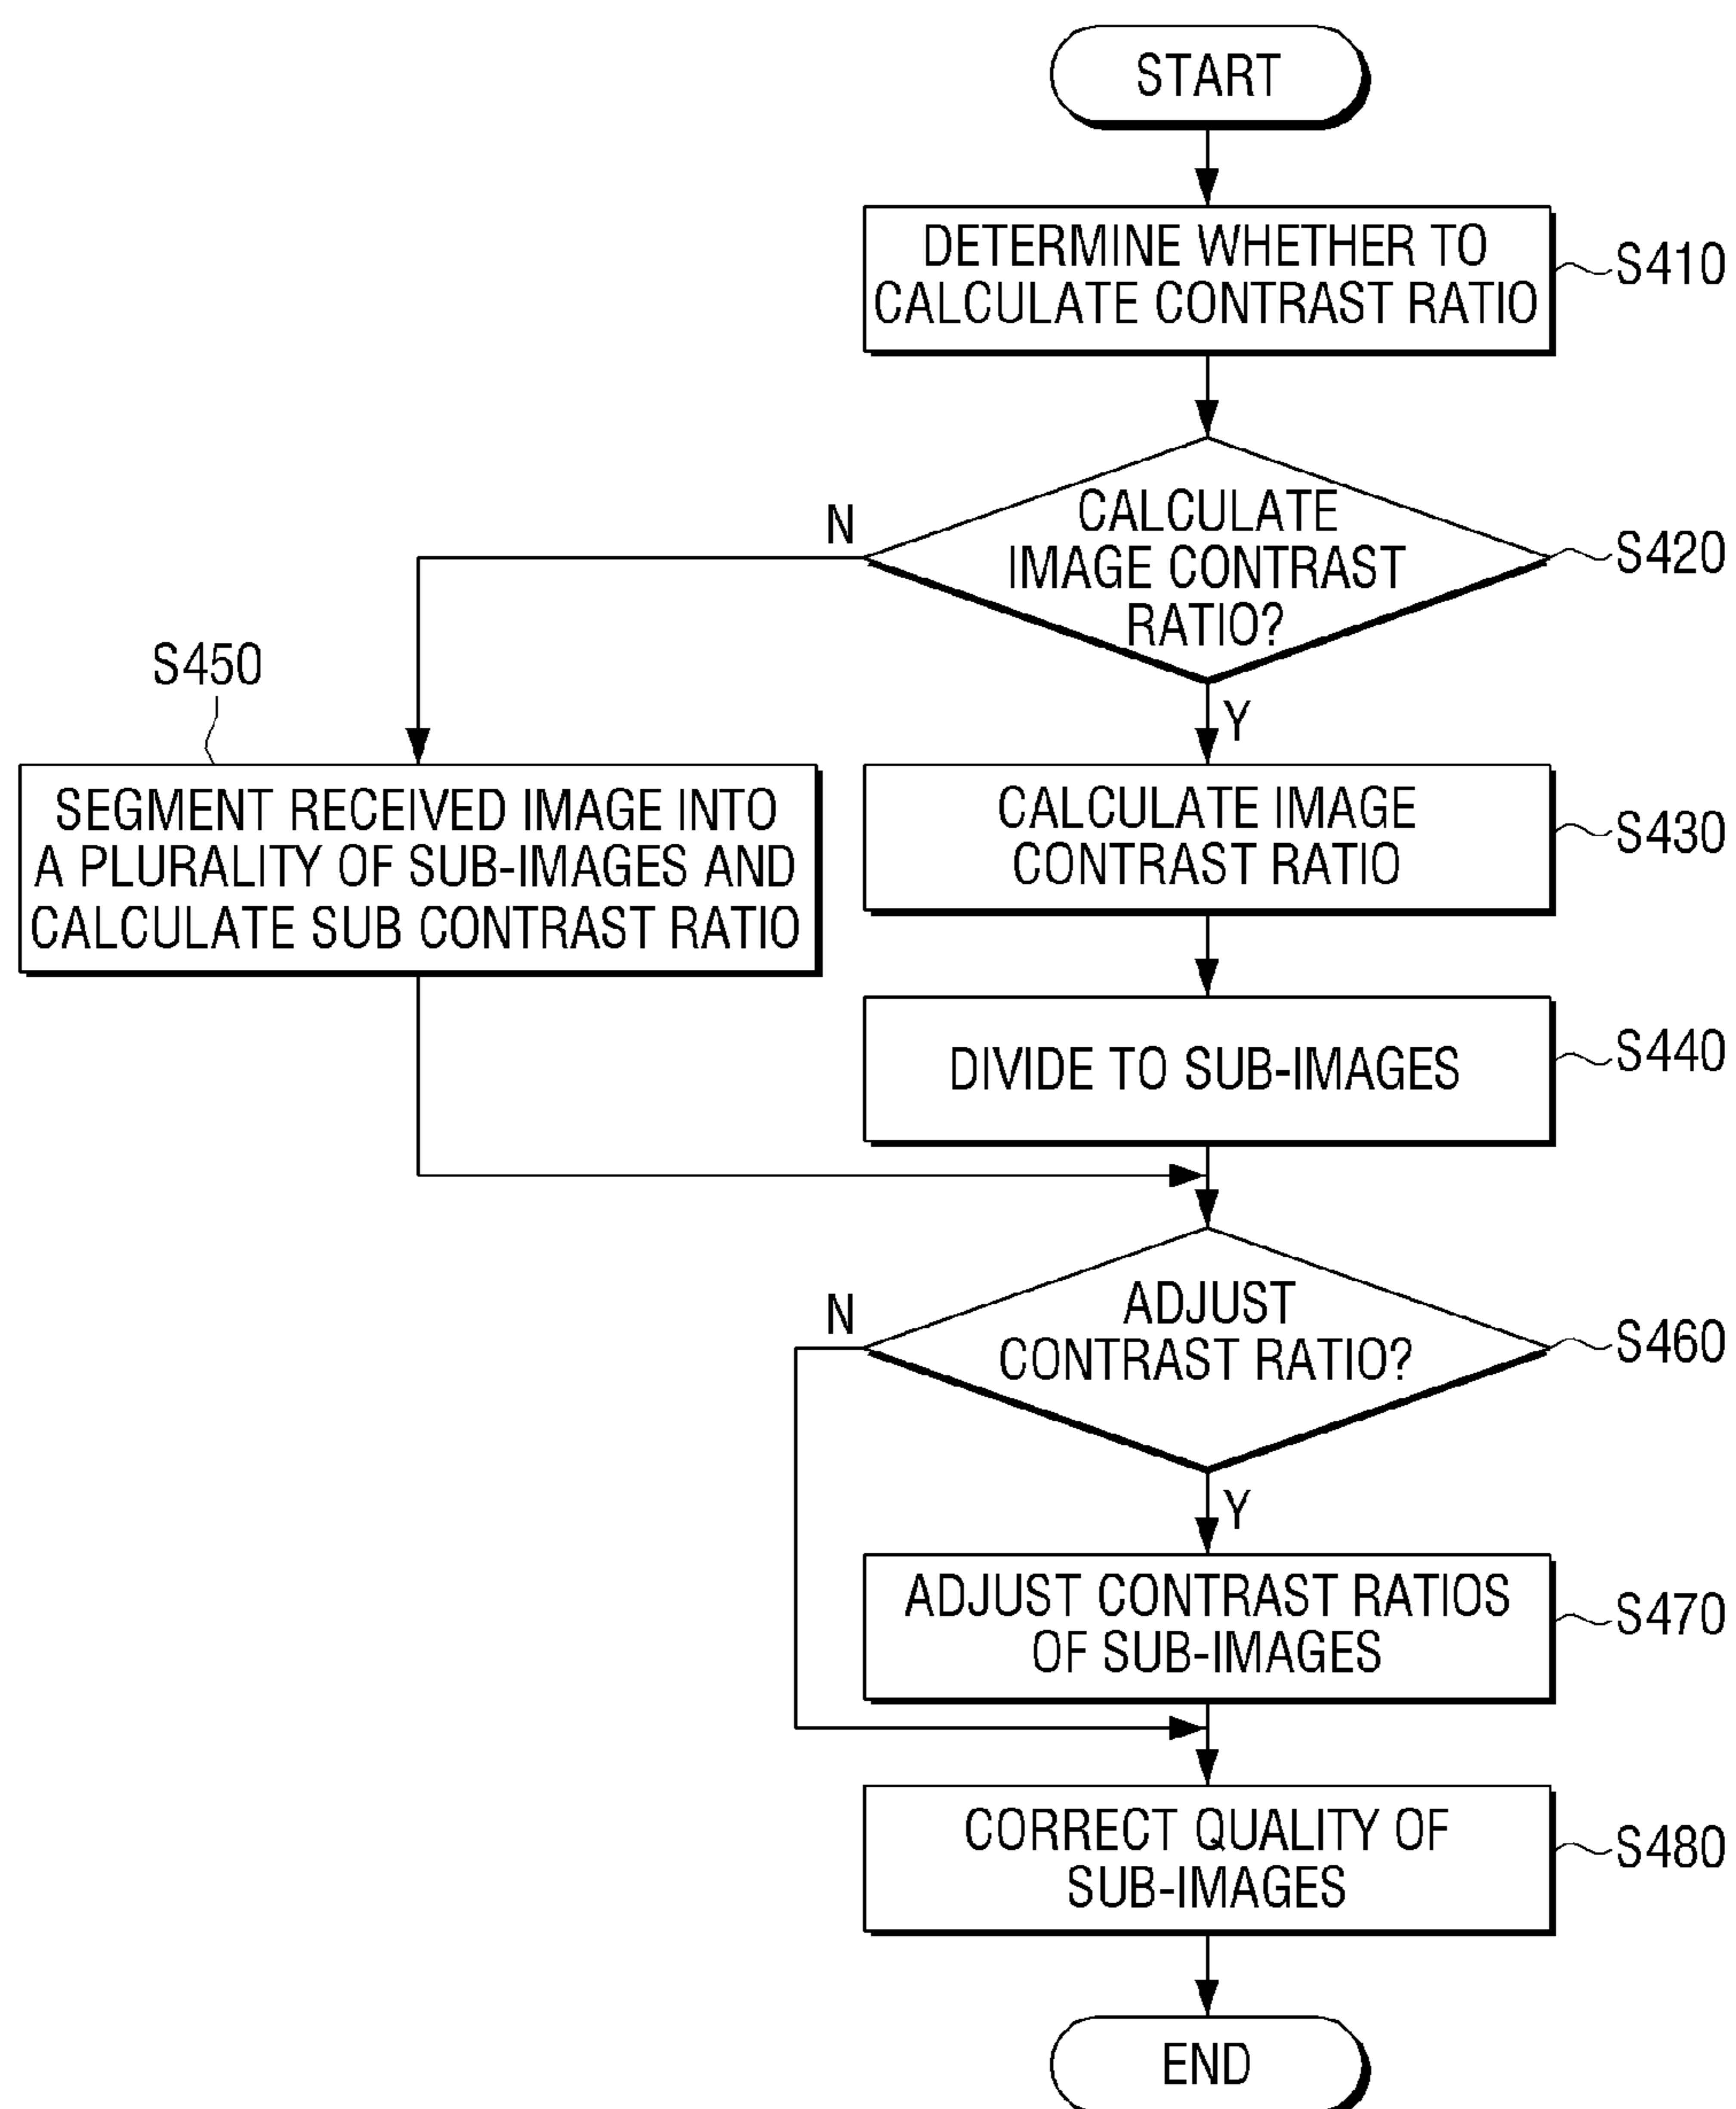 START
DETERMINE WHETHER TO
CALCULATE CONTRAST RATIO
S410
CALCULATE
IMAGE CONTRAST
RATIO?
S420
N
Y
S450
SEGMENT RECEIVED IMAGE INTO
A PLURALITY OF SUB-IMAGES AND
CALCULATE SUB CONTRAST RATIO
CALCULATE IMAGE
CONTRAST RATIO
S430
DIVIDE TO SUB-IMAGES
S440
ADJUST
CONTRAST RATIO?
S460
N
Y
ADJUST CONTRAST RATIOS
OF SUB-IMAGES
S470
CORRECT QUALITY OF
SUB-IMAGES
S480
END